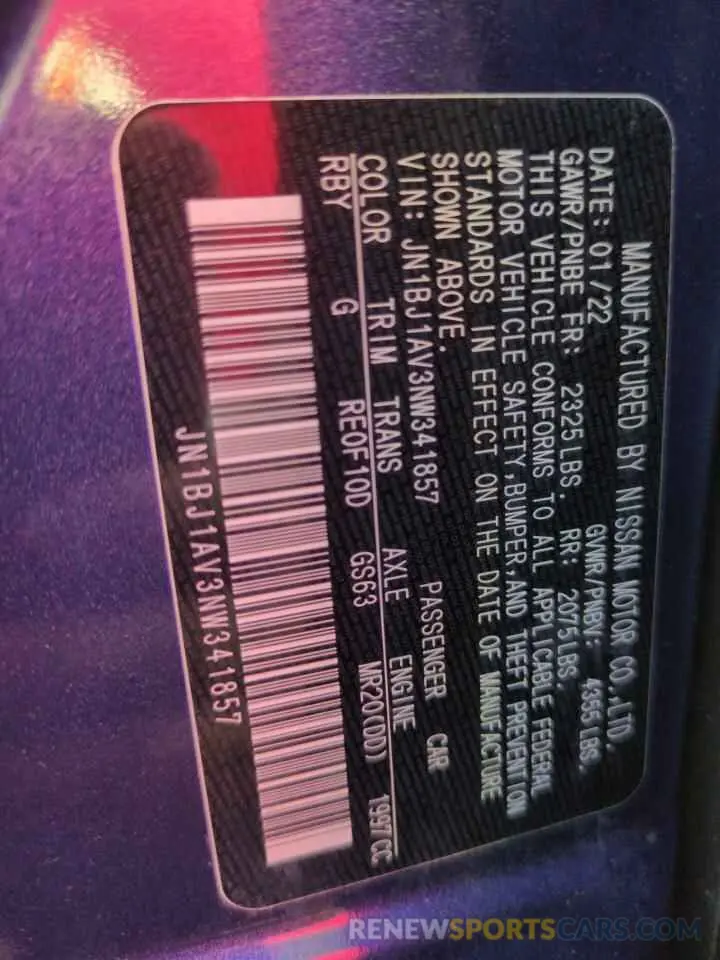 MANUFACTURED BY NISSAN MOTOR CO.,LTD.
DATE: 01/22 GVWR/PNBV: 4355 LBS.
GAWR/PNBE FR: 2325 LBS. RR: 2075 LBS.
THIS VEHICLE CONFORMS TO ALL APPLICABLE FEDERAL
MOTOR VEHICLE SAFETY, BUMPER, AND THEFT PREVENTION
STANDARDS IN EFFECT ON THE DATE OF MANUFACTURE
SHOWN ABOVE.
VIN: JN1BJ1AV3NW341857 PASSENGER CAR
COLOR TRIM TRANS AXLE ENGINE
RBY G RE0F10D GS63 MR20(DD) 1997CC
JN1BJ1AV3NW341857
RENEWSPORTSCARS.COM